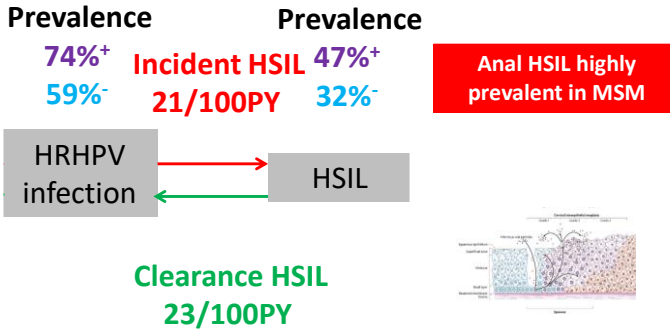 Prevalence
74%+
59%-
Incident HSIL
21/100PY
Prevalence
47%+
32%-
Anal HSIL highly
prevalent in MSM
HRHPV
infection
HSIL
Clearance HSIL
23/100PY